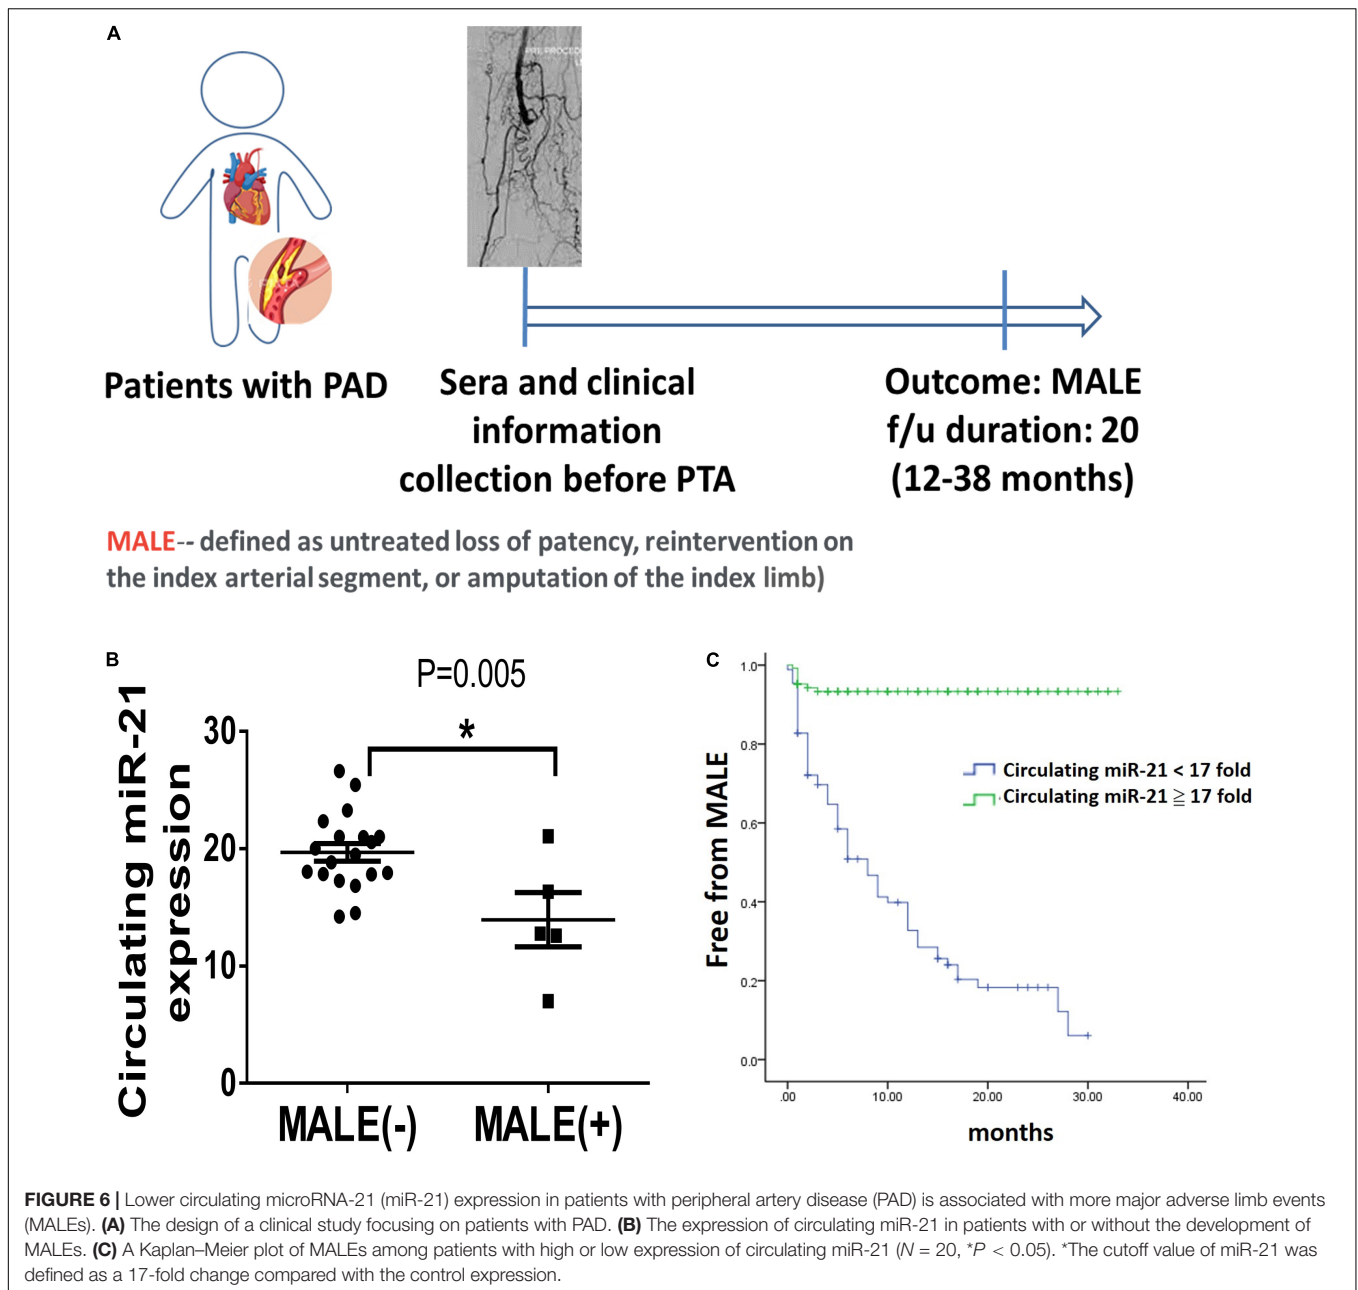 A
PRE PROCED
Patients with PAD
Sera and clinical
information
collection before PTA
Outcome: MALE
f/u duration: 20
(12-38 months)
MALE-- defined as untreated loss of patency, reintervention on
the index arterial segment, or amputation of the index limb)
B
P=0.005
*
Circulating miR-21
expression
30
20
10
0
MALE(-)
MALE(+)
C
Free from MALE
1.0
0.8
0.6
0.4
0.2
0.0
Circulating miR-21 < 17 fold
Circulating miR-21 ≧ 17 fold
.00
10.00
20.00
30.00
40.00
months
FIGURE 6 | Lower circulating microRNA-21 (miR-21) expression in patients with peripheral artery disease (PAD) is associated with more major adverse limb events
(MALEs). (A) The design of a clinical study focusing on patients with PAD. (B) The expression of circulating miR-21 in patients with or without the development of
MALEs. (C) A Kaplan–Meier plot of MALEs among patients with high or low expression of circulating miR-21 (N = 20, *P < 0.05). *The cutoff value of miR-21 was
defined as a 17-fold change compared with the control expression.